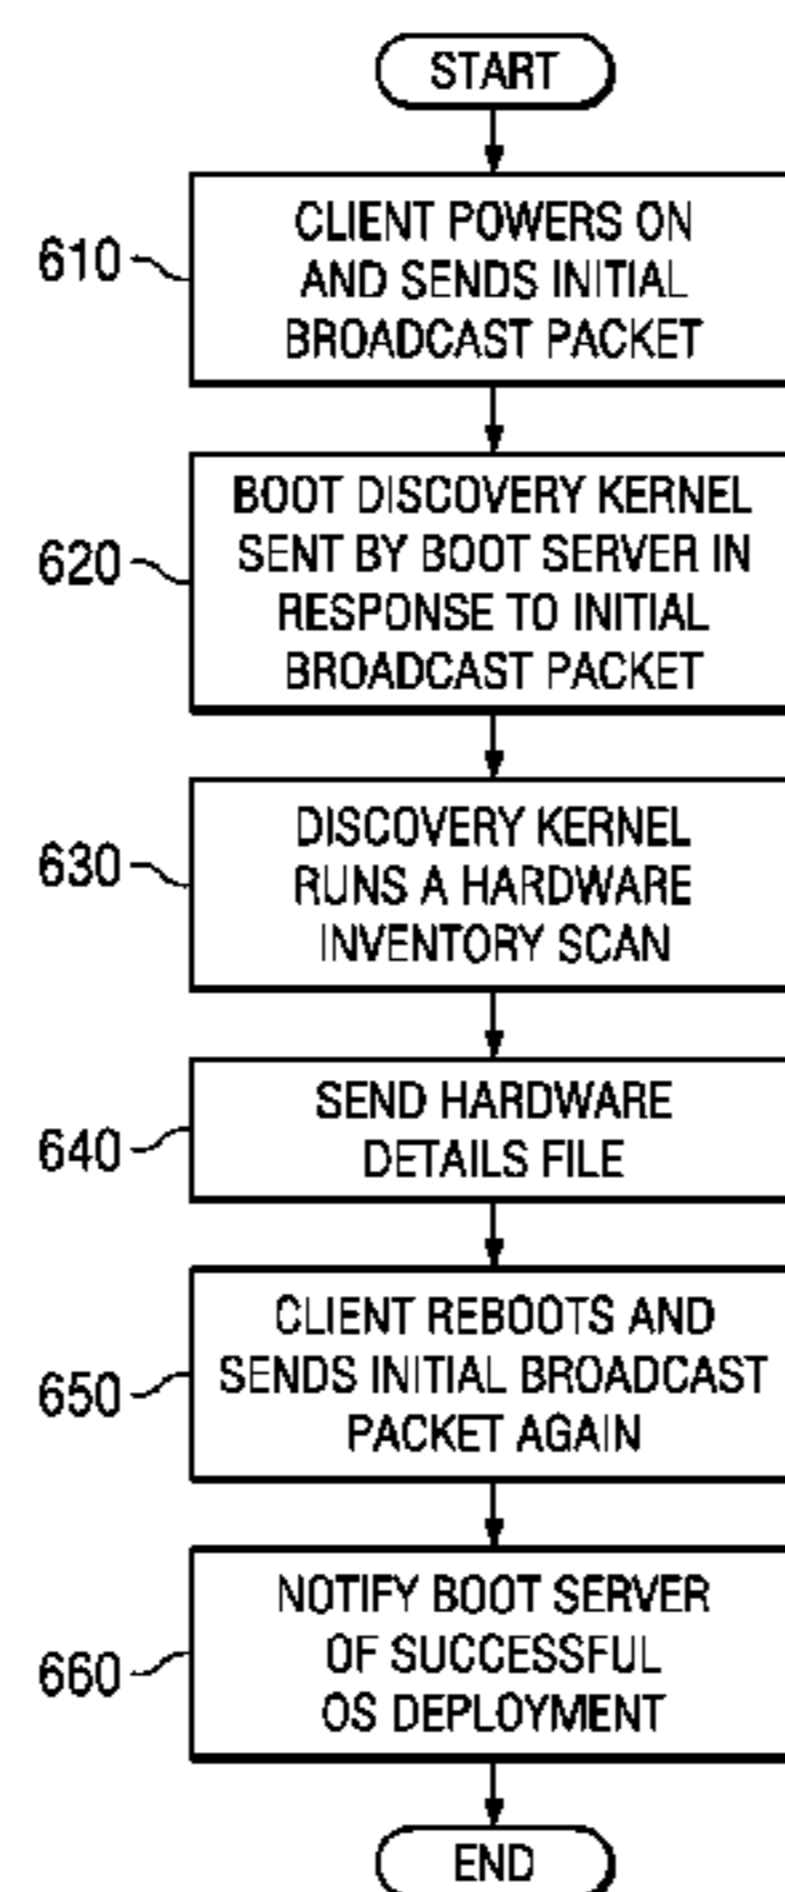 START
610
CLIENT POWERS ON
AND SENDS INITIAL
BROADCAST PACKET
620
BOOT DISCOVERY KERNEL
SENT BY BOOT SERVER IN
RESPONSE TO INITIAL
BROADCAST PACKET
630
DISCOVERY KERNEL
RUNS A HARDWARE
INVENTORY SCAN
640
SEND HARDWARE
DETAILS FILE
650
CLIENT REBOOTS AND
SENDS INITIAL BROADCAST
PACKET AGAIN
660
NOTIFY BOOT SERVER
OF SUCCESSFUL
OS DEPLOYMENT
END